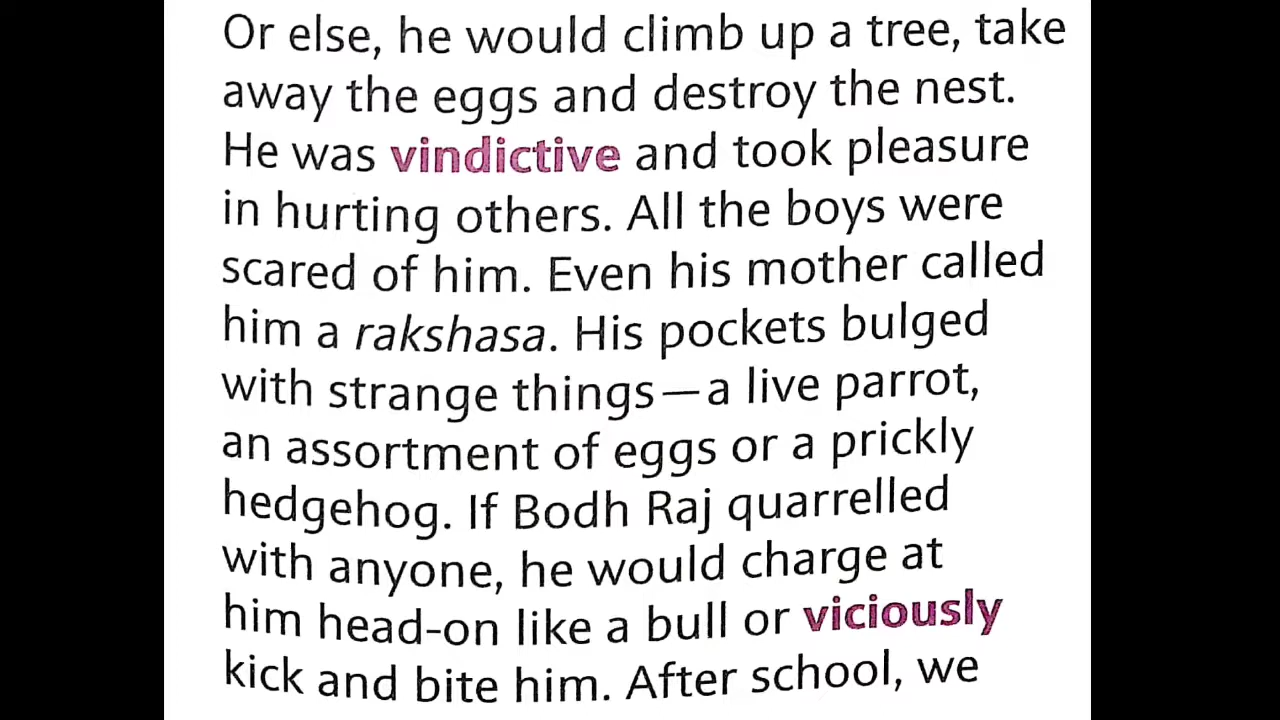 Or else, he would climb up a tree, take
away the eggs and destroy the nest.
He was vindictive and took pleasure
in hurting others. All the boys were
scared of him. Even his mother called
him a rakshasa. His pockets bulged
with strange things—a live parrot,
an assortment of eggs or a prickly
hedgehog. If Bodh Raj quarrelled
with anyone, he would charge at
him head-on like a bull or viciously
kick and bite him. After school, we